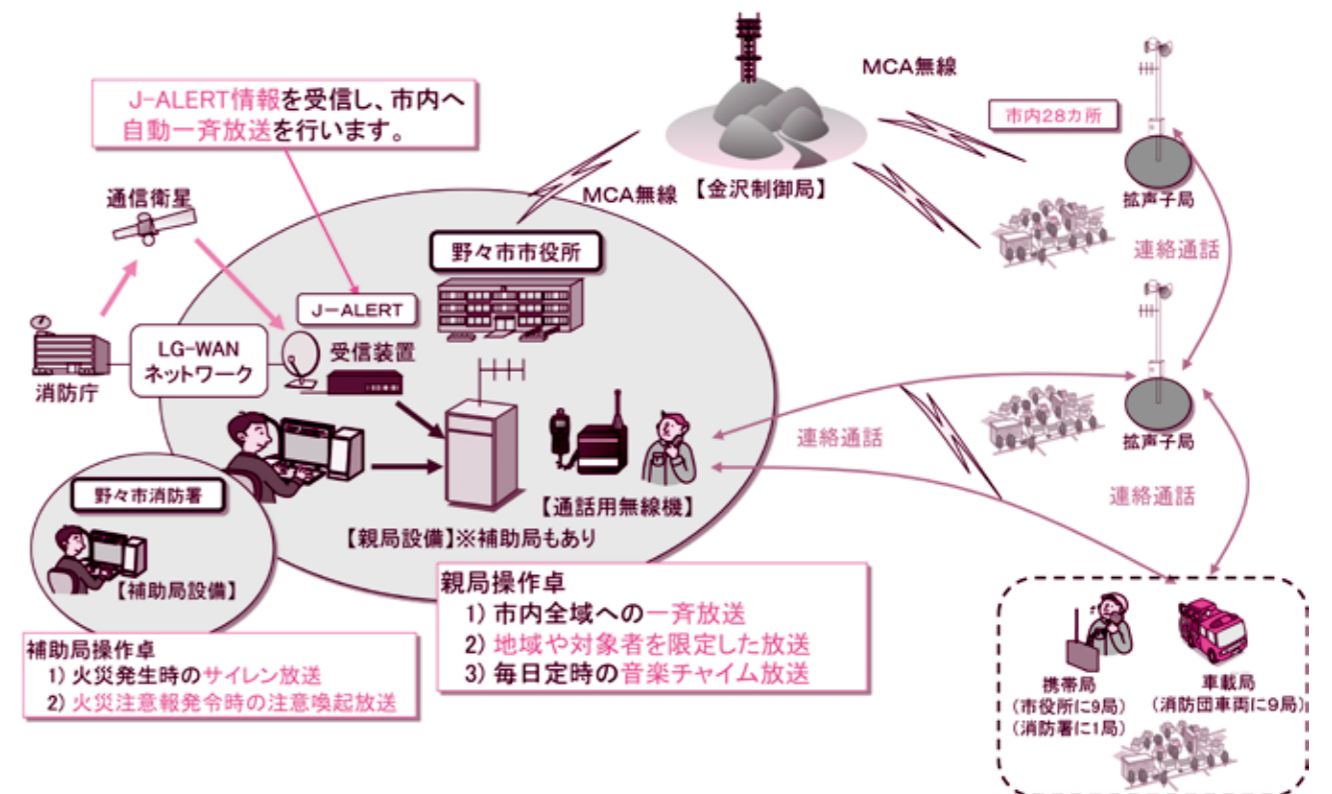 J-ALERT情報を受信し、市内へ
自動一斉放送を行います。
MCA無線
市内28カ所
通信衛星
MCA無線
【金沢制御局】
拡声子局
野々市市役所
連絡通話
J-ALERT
LG-WAN
ネットワーク
受信装置
消防庁
連絡通話
拡声子局
野々市消防署
連絡通話
【通話用無線機】
【親局設備】※補助局もあり
【補助局設備】
親局操作卓
1) 市内全域への一斉放送
2) 地域や対象者を限定した放送
3) 毎日定時の音楽チャイム放送
補助局操作卓
1) 火災発生時のサイレン放送
2) 火災注意報発令時の注意喚起放送
携帯局
(市役所に9局)
(消防署に1局)
車載局
(消防団車両に9局)